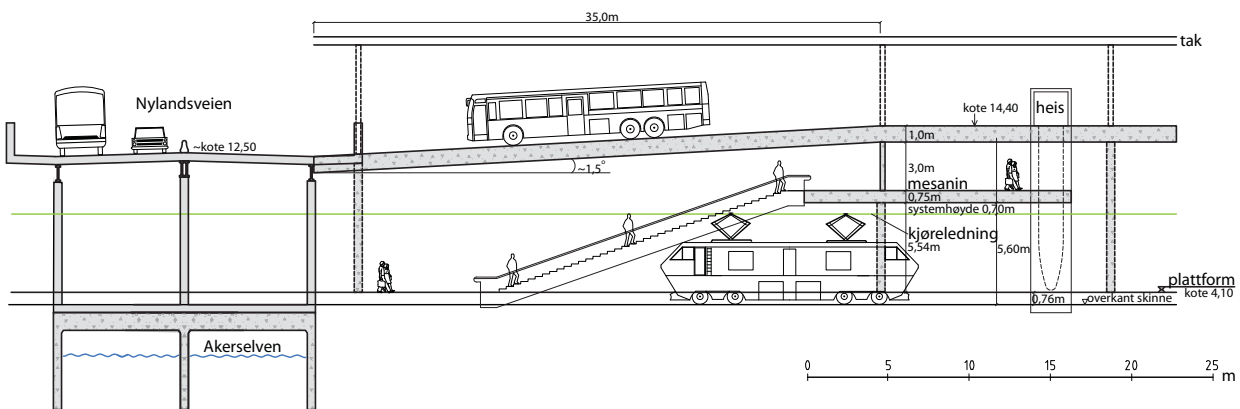 35,0m
tak
Nylandsveien
kote 14,40
heis
1,0m
~kote 12,50
~1,5°
3,0m
mesanin
0,75m
systemhøyde 0,70m
kjøreledning
5,54m
5,60m
plattform
kote 4,10
0,76m
overkant skinne
Akerselven
0 5 10 15 20 25 m